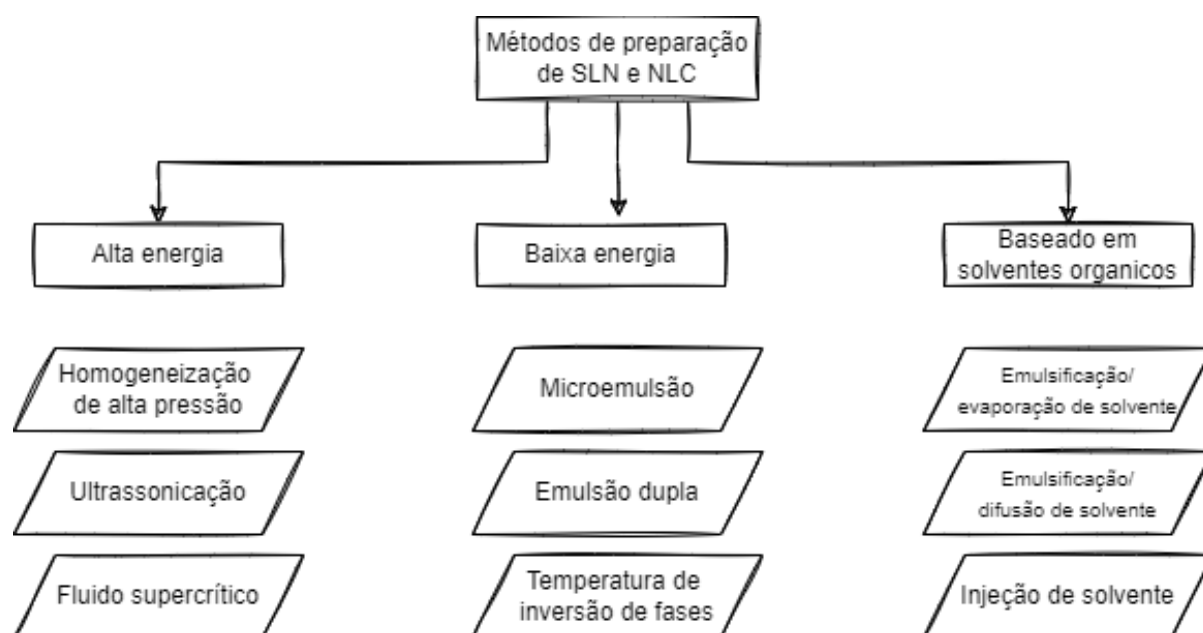 Métodos de preparação
de SLN e NLC
Alta energia
Baixa energia
Baseado em
solventes organicos
Homogeneização
de alta pressão
Microemulsão
Emulsificação/
evaporação de solvente
Ultrassonicação
Emulsão dupla
Emulsificação/
difusão de solvente
Fluido supercrítico
Temperatura de
inversão de fases
Injeção de solvente